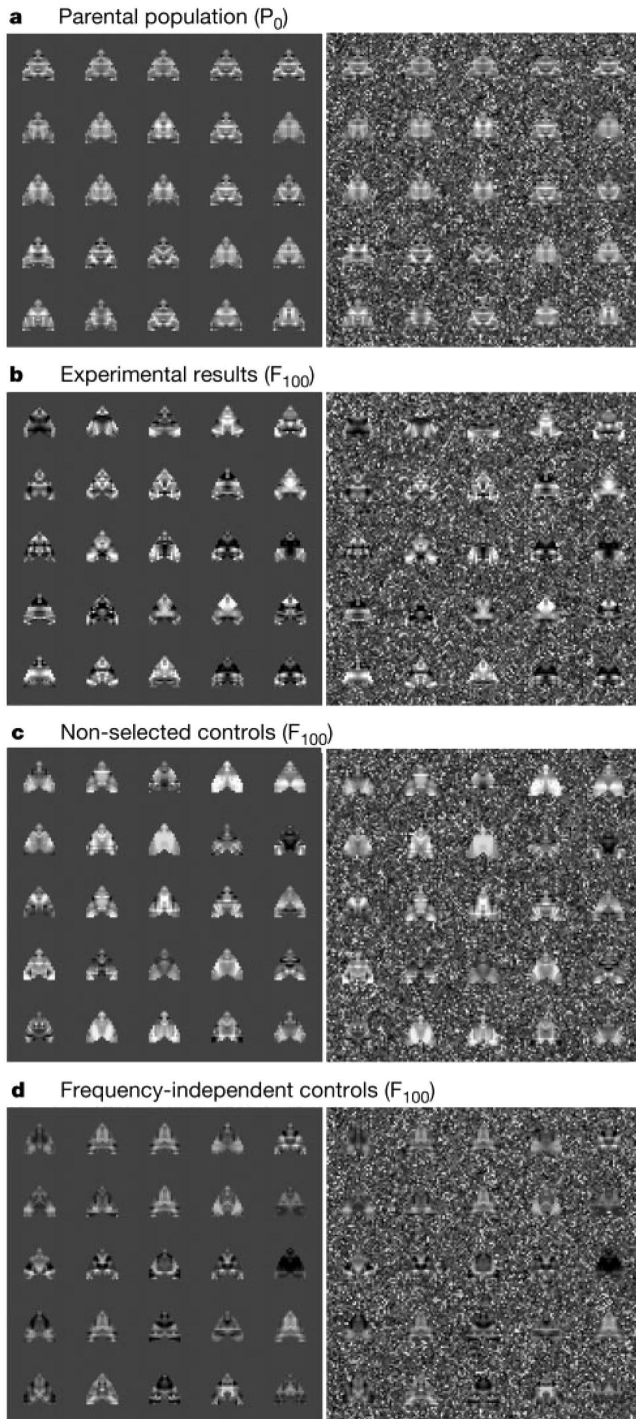 a Parental population (P₀)
b Experimental results (F₁₀₀)
c Non-selected controls (F₁₀₀)
d Frequency-independent controls (F₁₀₀)